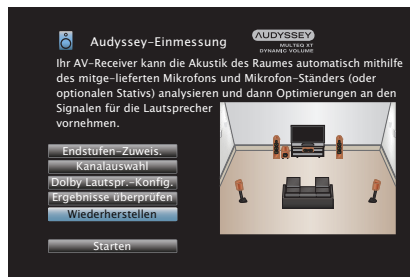 Audyssey-Einmessung
AUDYSSEY
MULTEQ XT
DYNAMIC VOLUME
Ihr AV-Receiver kann die Akustik des Raumes automatisch mithilfe
des mitge-lieferten Mikrofons und Mikrofon-Ständers (oder
optionalen Stativs) analysieren und dann Optimierungen an den
Signalen für die Lautsprecher
vornehmen.
Endstufen-Zuweis.
Kanalauswahl
Dolby Lautspr.-Konfig.
Ergebnisse überprüfen
Wiederherstellen
Starten